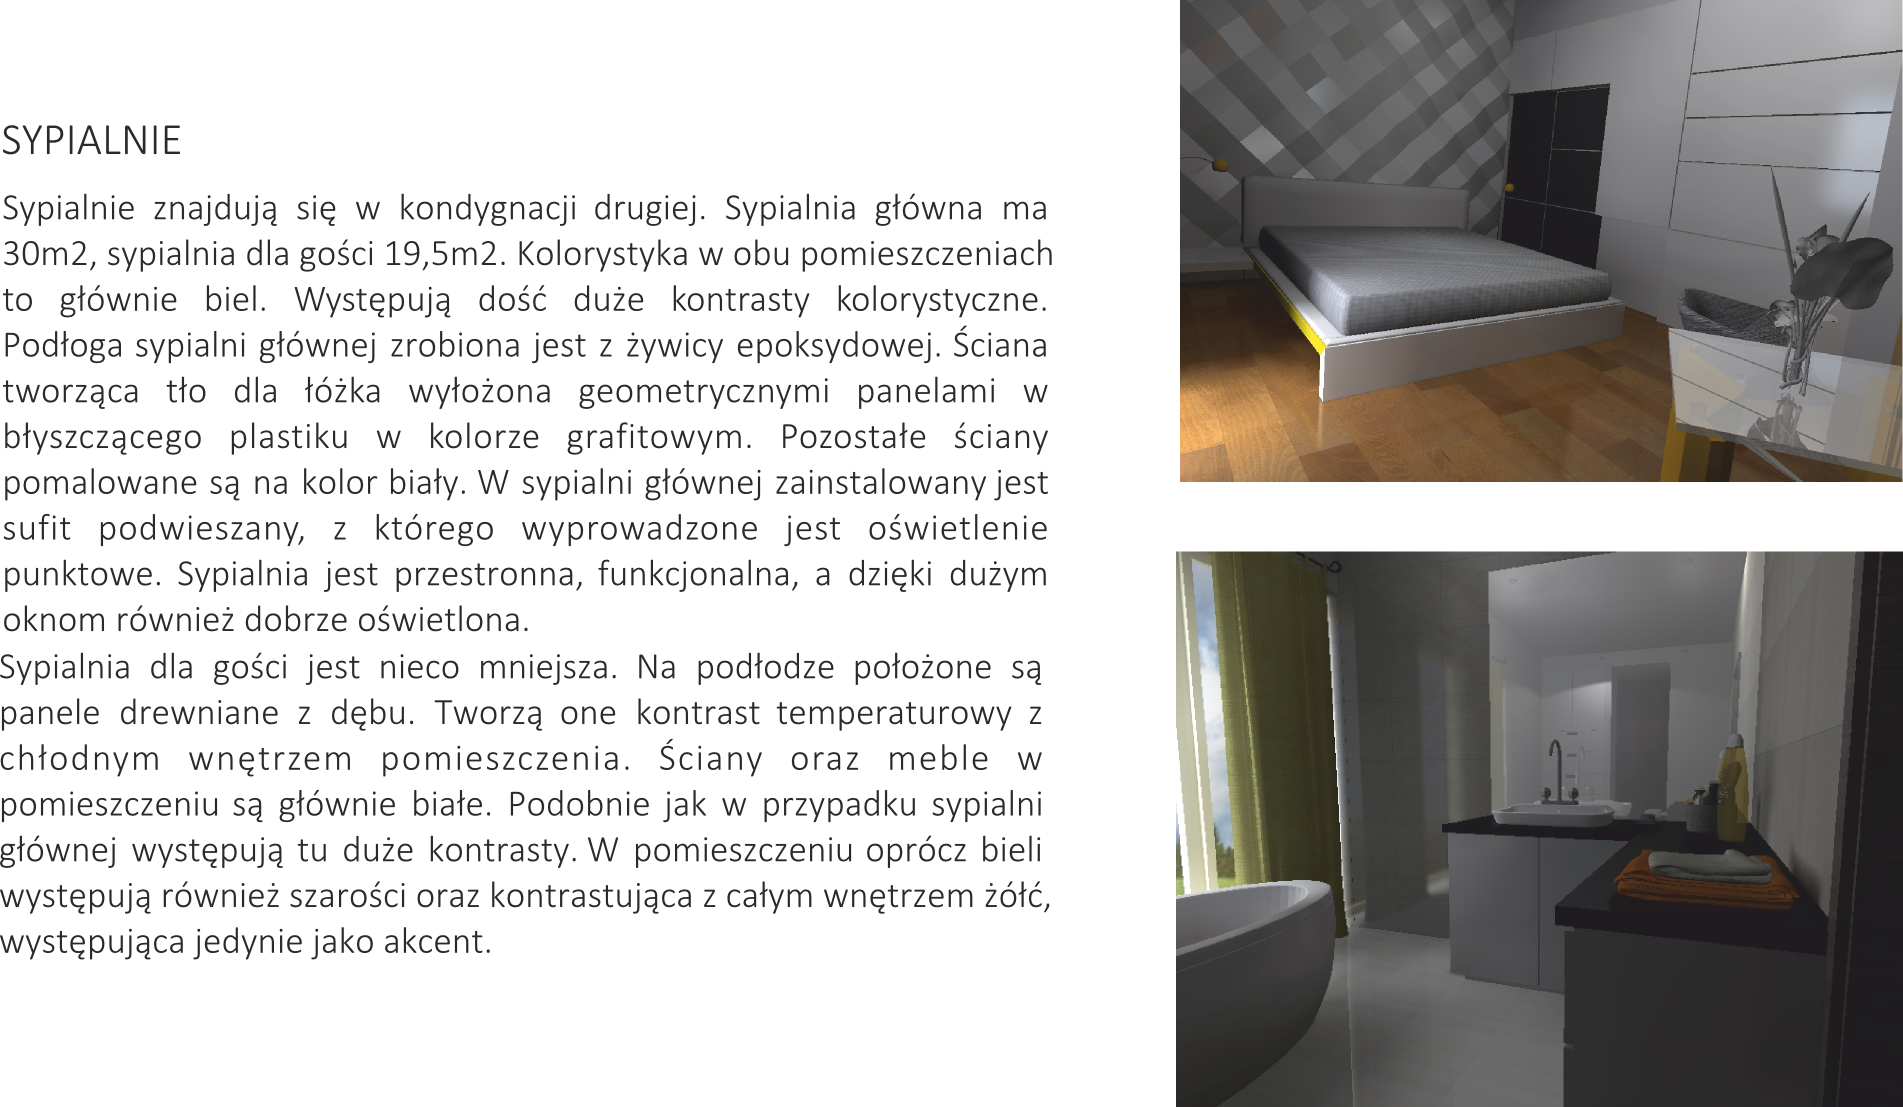 SYPIALNIE
Sypialnie znajdują się w kondygnacji drugiej. Sypialnia główna ma
30m2, sypialnia dla gości 19,5m2. Kolorystyka w obu pomieszczeniach
to głównie biel. Występują dość duże kontrasty kolorystyczne.
Podłoga sypialni głównej zrobiona jest z żywicy epoksydowej. Ściana
tworząca tło dla łóżka wyłożona geometrycznymi panelami w
błyszczącego plastiku w kolorze grafitowym. Pozostałe ściany
pomalowane są na kolor biały. W sypialni głównej zainstalowany jest
sufit podwieszany, z którego wyprowadzone jest oświetlenie
punktowe. Sypialnia jest przestronna, funkcjonalna, a dzięki dużym
oknom również dobrze oświetlona.
Sypialnia dla gości jest nieco mniejsza. Na podłodze położone są
panele drewniane z dębu. Tworzą one kontrast temperaturowy z
chłodnym wnętrzem pomieszczenia. Ściany oraz meble w
pomieszczeniu są głównie białe. Podobnie jak w przypadku sypialni
głównej występują tu duże kontrasty. W pomieszczeniu oprócz bieli
występują również szarości oraz kontrastująca z całym wnętrzem żółć,
występująca jedynie jako akcent.